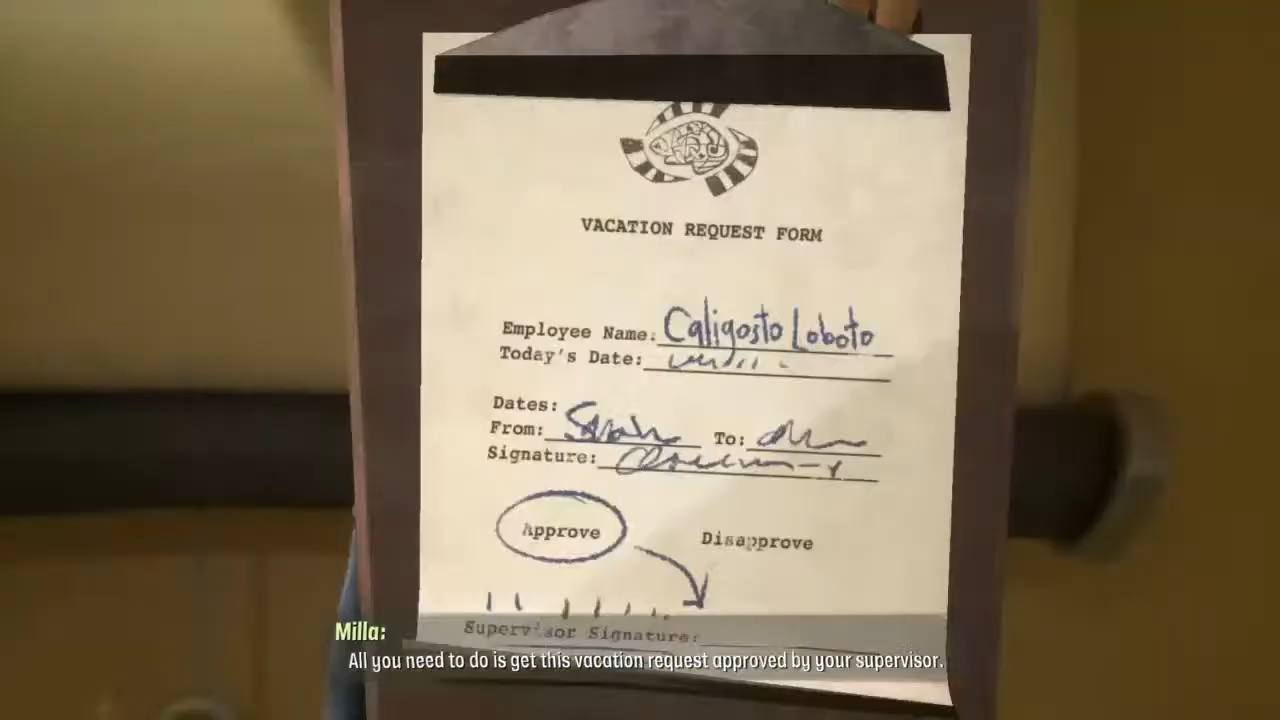 VACATION REQUEST FORM
Employee Name: Caligosto Loboto
Today's Date:
Dates:
From: To:
Signature:
Approve Disapprove
Supervisor Signature:
Milla:
All you need to do is get this vacation request approved by your supervisor.